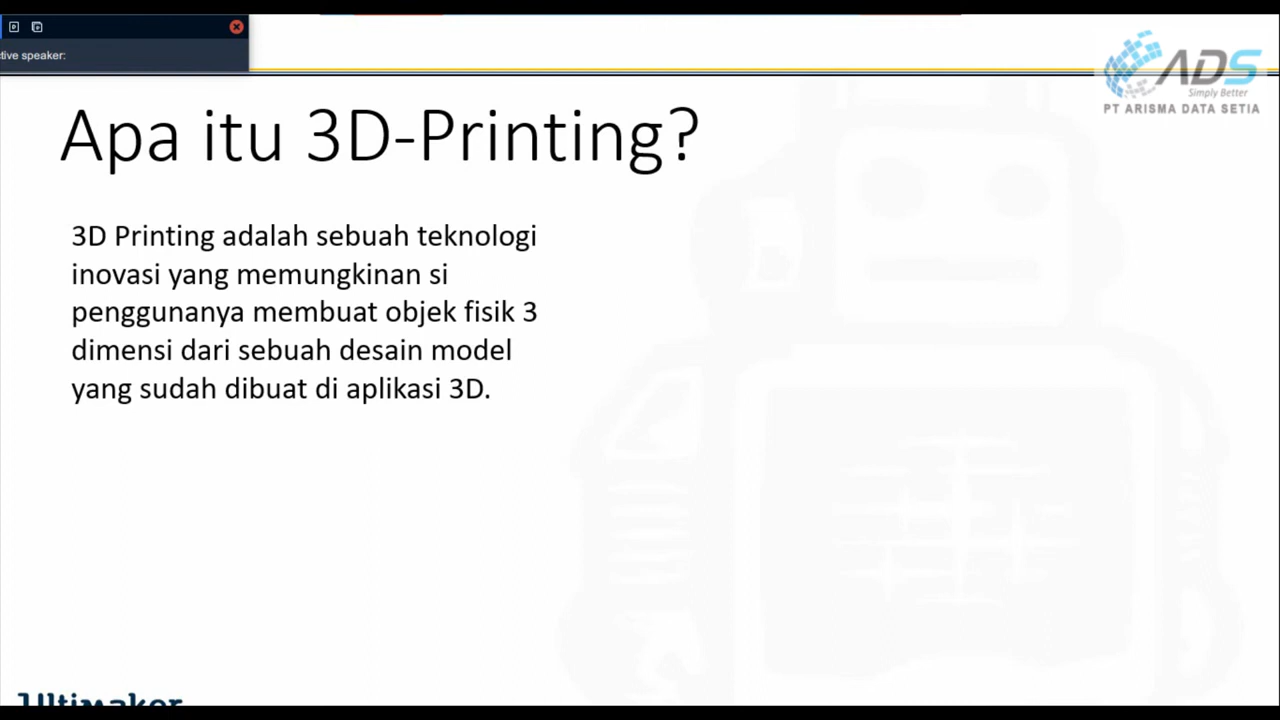 tive speaker:
ADS
Simply Better
PT ARISMA DATA SETIA
Apa itu 3D-Printing?
3D Printing adalah sebuah teknologi
inovasi yang memungkinan si
penggunanya membuat objek fisik 3
dimensi dari sebuah desain model
yang sudah dibuat di aplikasi 3D.
Ultimaker